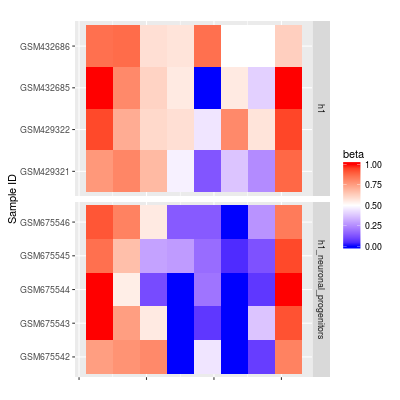 GSM432686
GSM432685
GSM429322
GSM429321
h1
GSM675546
GSM675545
GSM675544
GSM675543
GSM675542
h1_neuronal_progenitors
Sample ID
beta
1.00
0.75
0.50
0.25
0.00